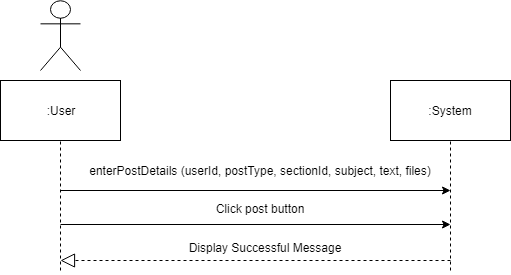 :User
:System
enterPostDetails (userId, postType, sectionId, subject, text, files)
Click post button
Display Successful Message